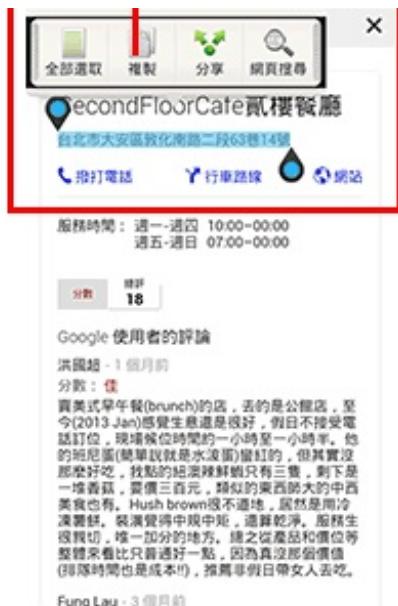 全部選取 複製 分享 網頁搜尋
SecondFloorCafe貳樓餐廳
台北市大安區敦化南路二段63巷14號
撥打電話 行車路線 網站
服務時間： 週一-週四 10:00-00:00
週五-週日 07:00-00:00
分數 總評
18
Google 使用者的評論
洪國超 - 1 個月前
分數： 佳
賣美式早午餐(brunch)的店，去的是公館店，至
今(2013 Jan)感覺生意還是很好，假日不接受電
話訂位，現場候位時間約一小時至一小時半。他
的班尼蛋(簡單說就是水波蛋)蠻紅的，但其實沒
那麼好吃，我點的紐澳辣鮮蝦只有三隻，剩下是
一堆香菇，要價三百元，類似的東西師大的中西
美食也有。Hush brown很不道地，居然是用冷
凍薯餅。裝潢覺得中規中矩，還算乾淨。服務生
很親切，唯一加分的地方。總之從產品和價位等
整體來看比只普通好一點，因為真沒那個價值
(排隊時間也是成本!!)，推薦非假日帶女人去吃。
Fung Lau - 3 個月前